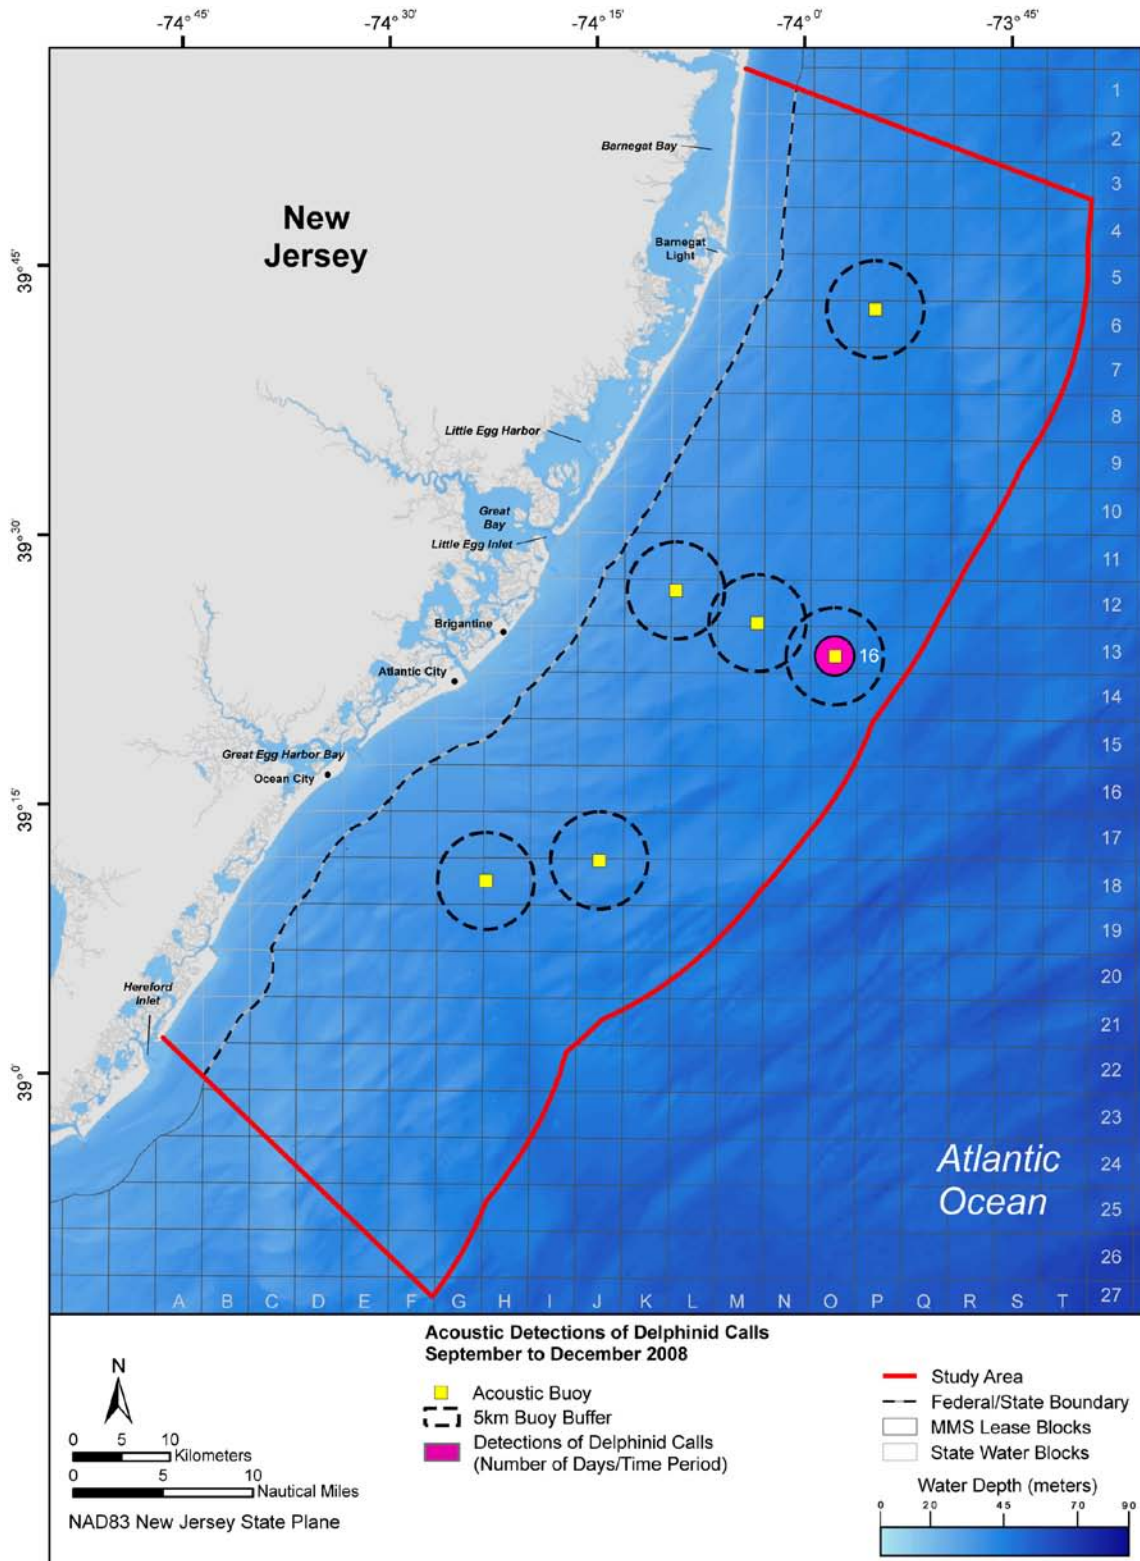 -74° 45'
-74° 30'
-74° 15'
-74° 0'
-73° 45'
39° 45'
39° 30'
39° 15'
39° 0'
New
Jersey
Barnegat Bay
Barnegat
Light
Little Egg Harbor
Great
Bay
Little Egg Inlet
Brigantine
Atlantic City
Great Egg Harbor Bay
Ocean City
Hereford
Inlet
16
Atlantic
Ocean
1
2
3
4
5
6
7
8
9
10
11
12
13
14
15
16
17
18
19
20
21
22
23
24
25
26
27
A B C D E F G H I J K L M N O P Q R S T
Acoustic Detections of Delphinid Calls
September to December 2008
Acoustic Buoy
5km Buoy Buffer
Detections of Delphinid Calls
(Number of Days/Time Period)
Study Area
Federal/State Boundary
MMS Lease Blocks
State Water Blocks
Water Depth (meters)
0 20 45 70 90
N
0 5 10
Kilometers
0 5 10
Nautical Miles
NAD83 New Jersey State Plane